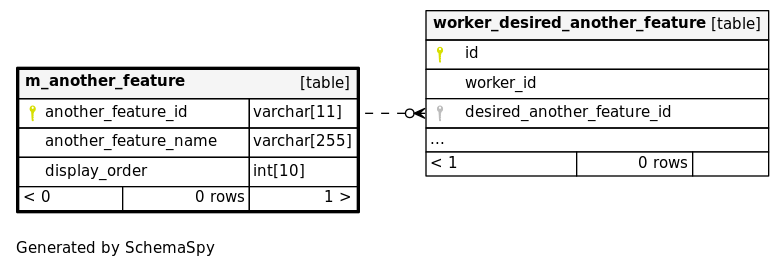 m_another_feature [table]
another_feature_id varchar[11]
another_feature_name varchar[255]
display_order int[10]
< 0 0 rows 1 >
worker_desired_another_feature [table]
id
worker_id
desired_another_feature_id
...
< 1 0 rows
Generated by SchemaSpy